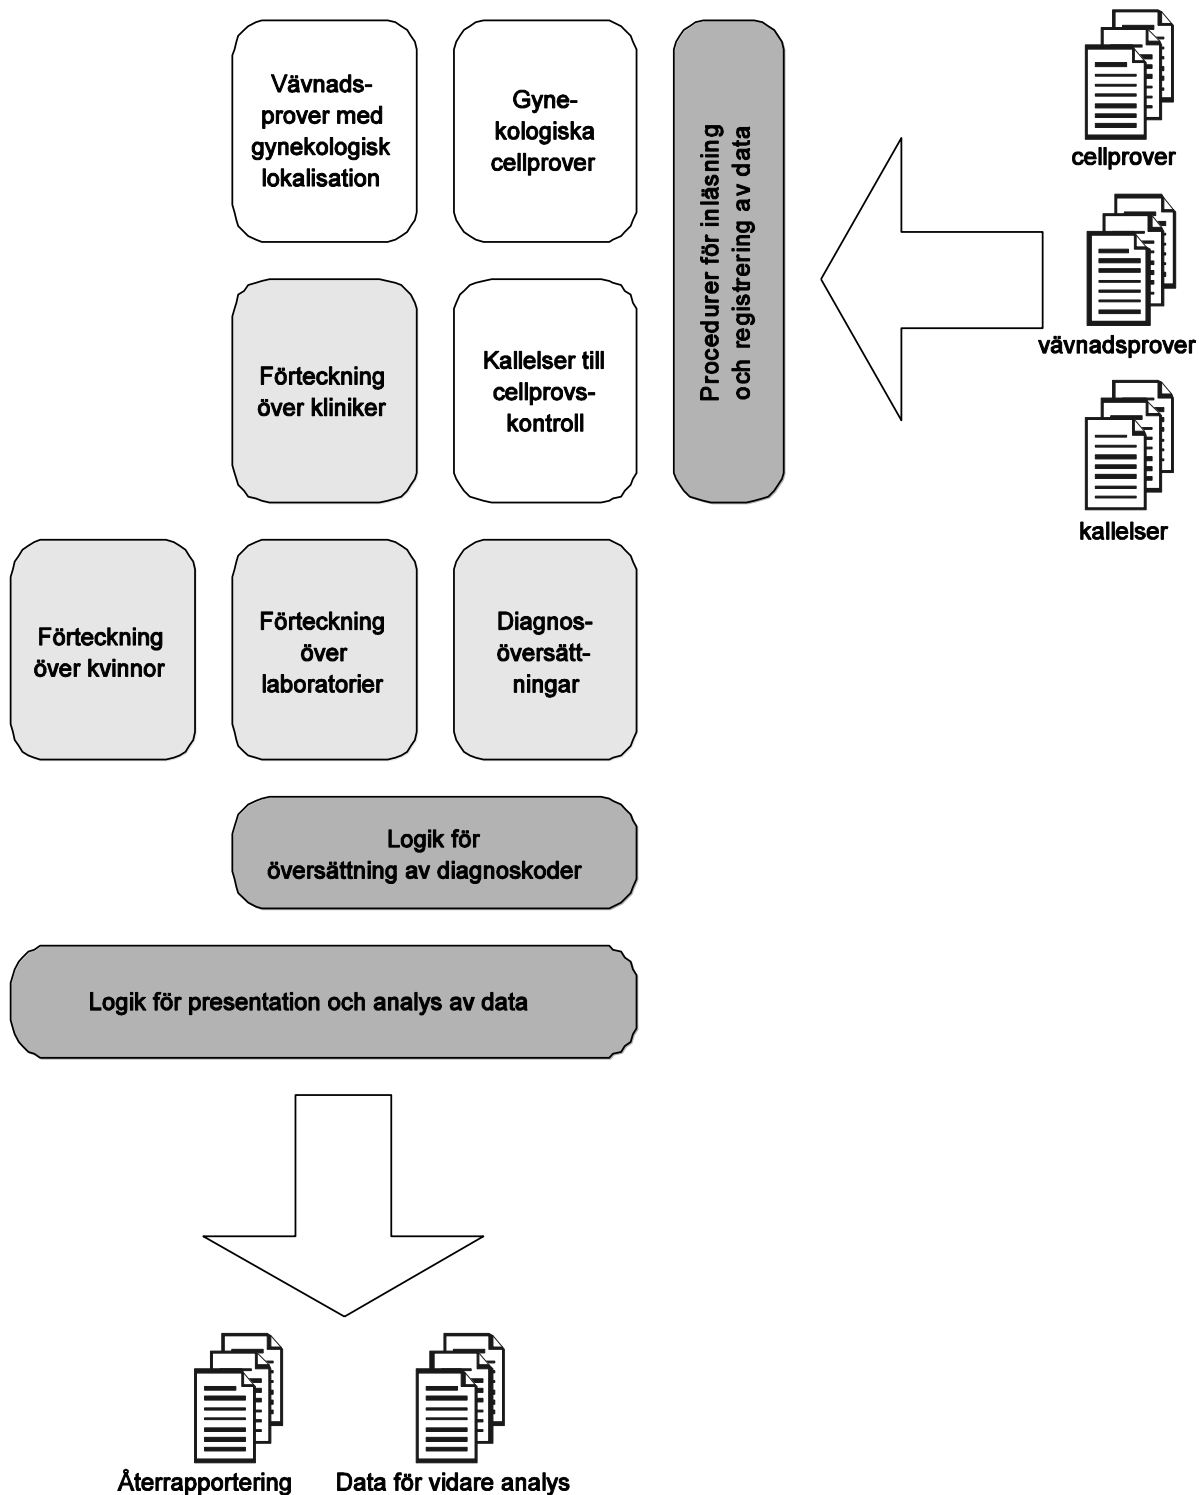 Vävnads-
prover med
gynekologisk
lokalisation
Gyne-
kologiska
cellprover
Procedurer för inläsning
och registrering av data
cellprover
vävnadsprover
kallelser
Förteckning
över kliniker
Kallelser till
cellprovs-
kontroll
Förteckning
över kvinnor
Förteckning
över
laboratorier
Diagnos-
översätt-
ningar
Logik för
översättning av diagnoskoder
Logik för presentation och analys av data
Återrapportering
Data för vidare analys